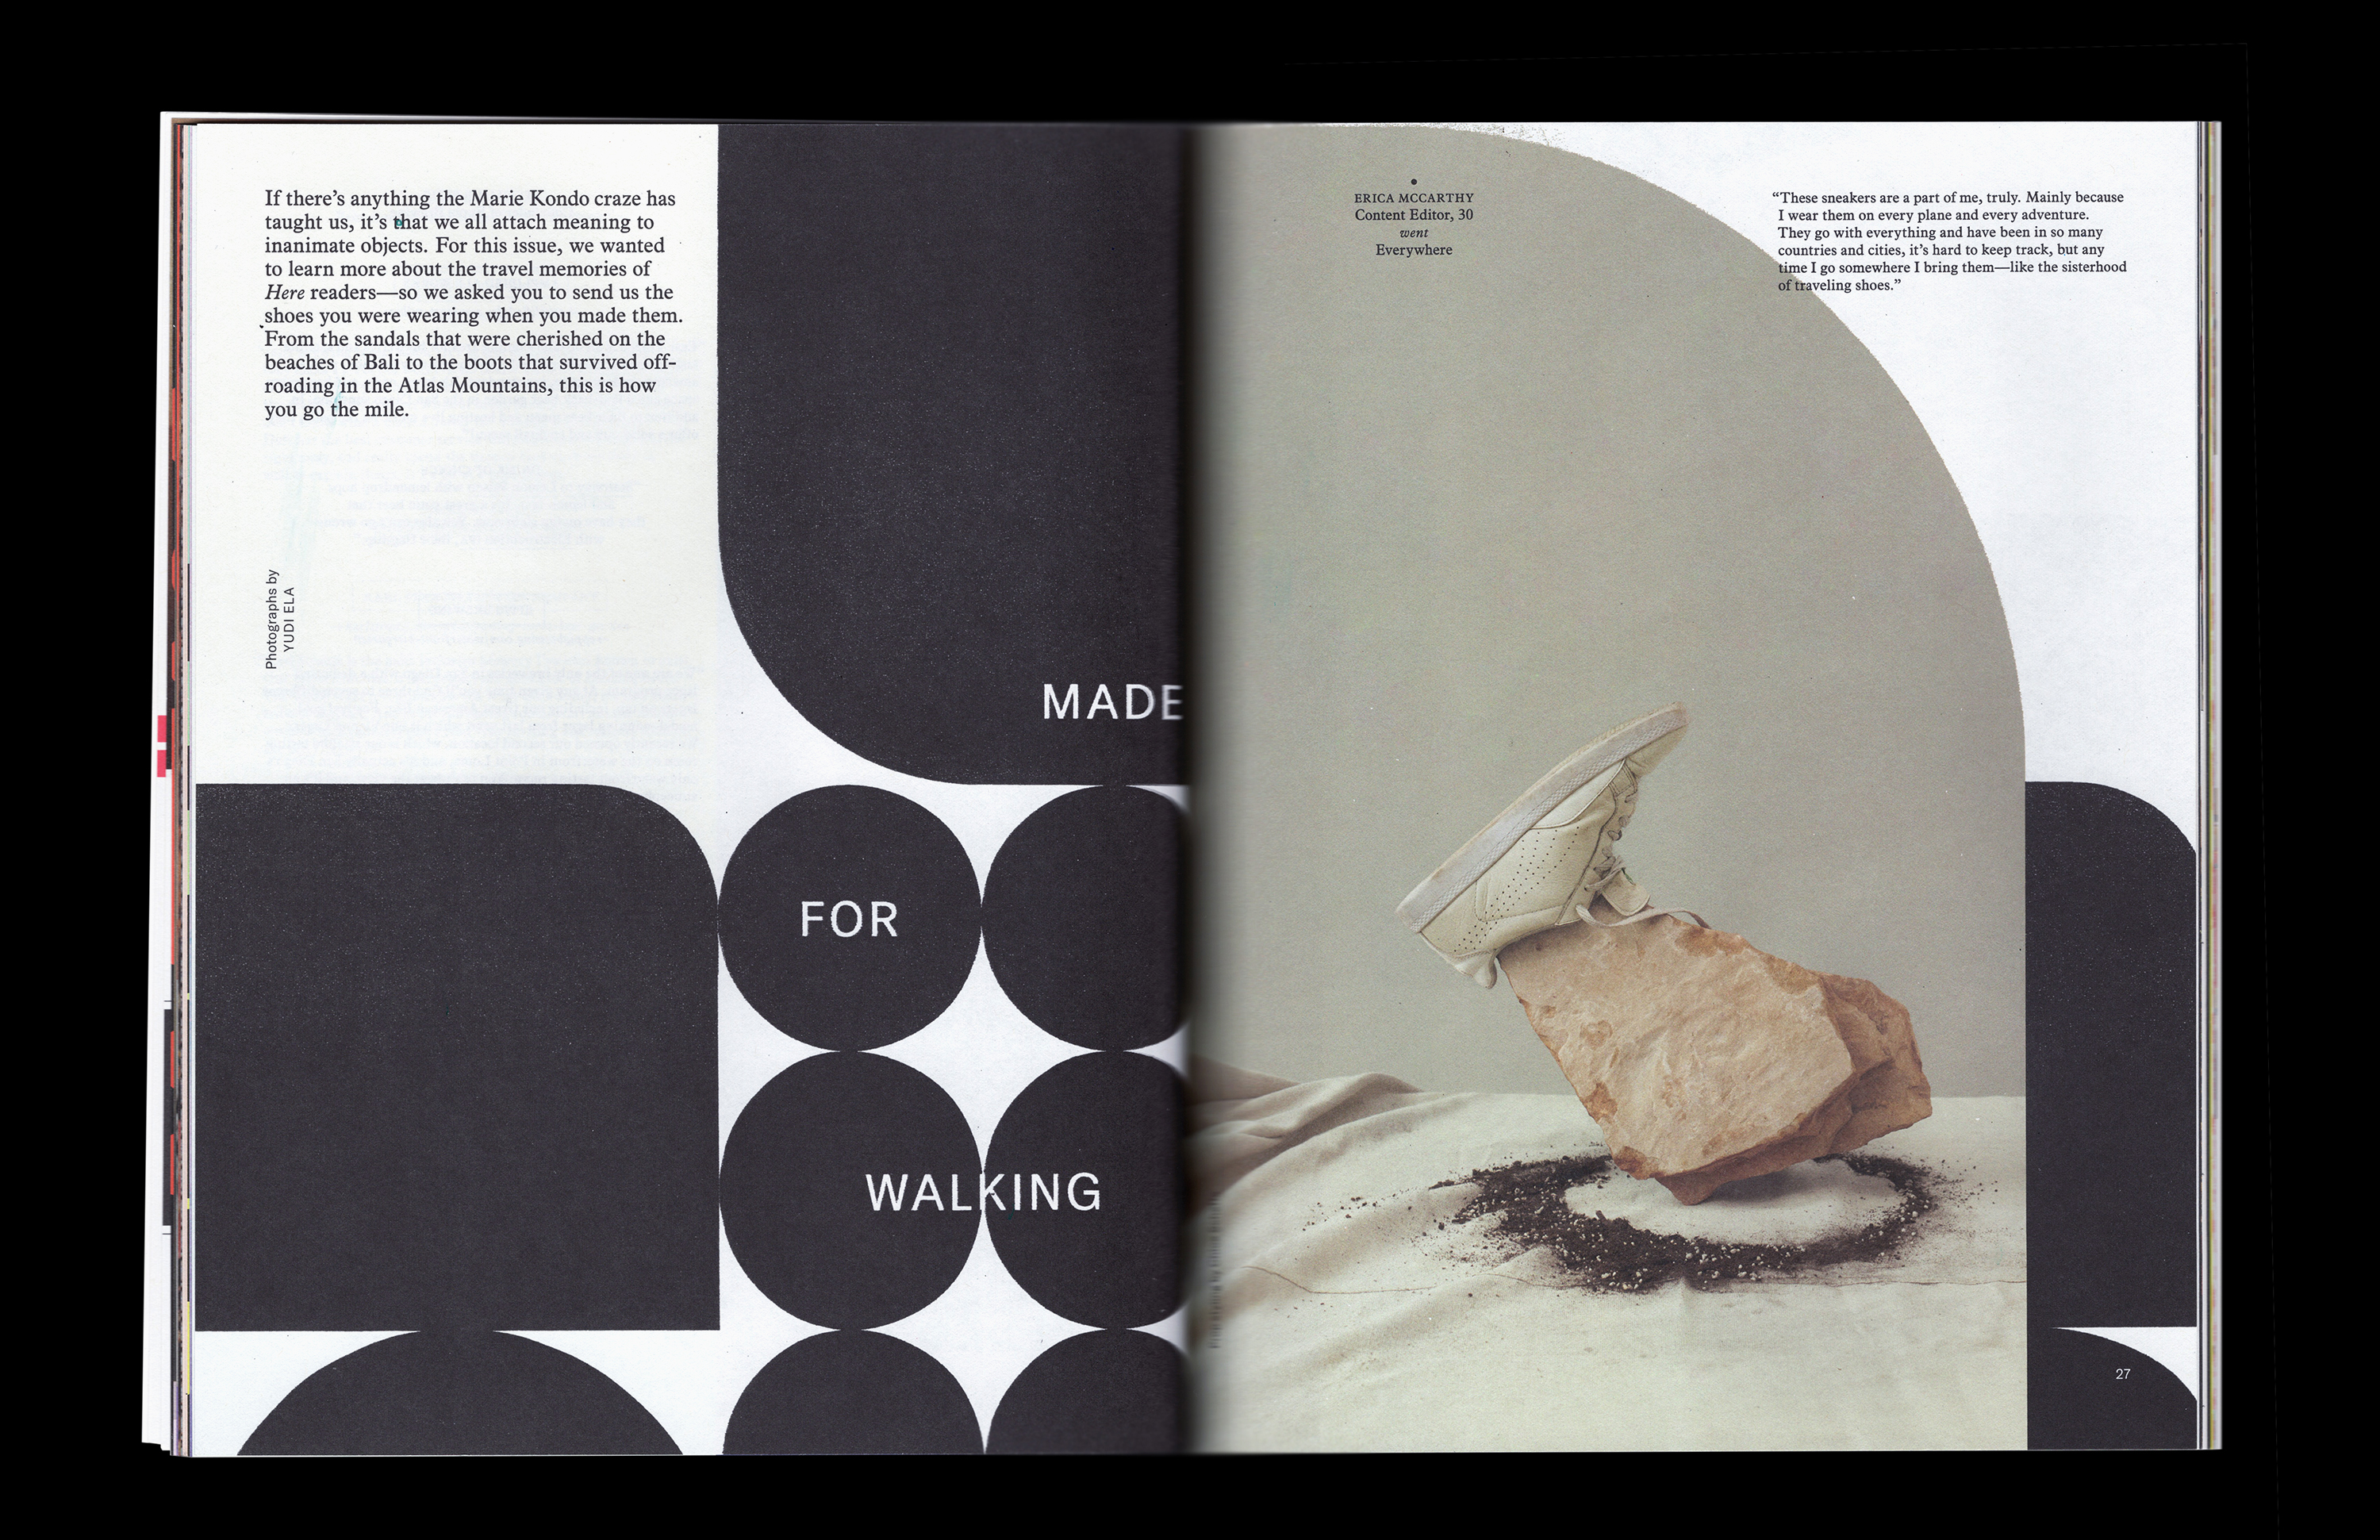 If there’s anything the Marie Kondo craze has
taught us, it’s that we all attach meaning to
inanimate objects. For this issue, we wanted
to learn more about the travel memories of
Here readers—so we asked you to send us the
shoes you were wearing when you made them.
From the sandals that were cherished on the
beaches of Bali to the boots that survived off-
roading in the Atlas Mountains, this is how
you go the mile.
Photographs by
YUDI ELA
MADE
FOR
WALKING
ERICA MCCARTHY
Content Editor, 30
went
Everywhere
“These sneakers are a part of me, truly. Mainly because
I wear them on every plane and every adventure.
They go with everything and have been in so many
countries and cities, it’s hard to keep track, but any
time I go somewhere I bring them—like the sisterhood
of traveling shoes.”
27